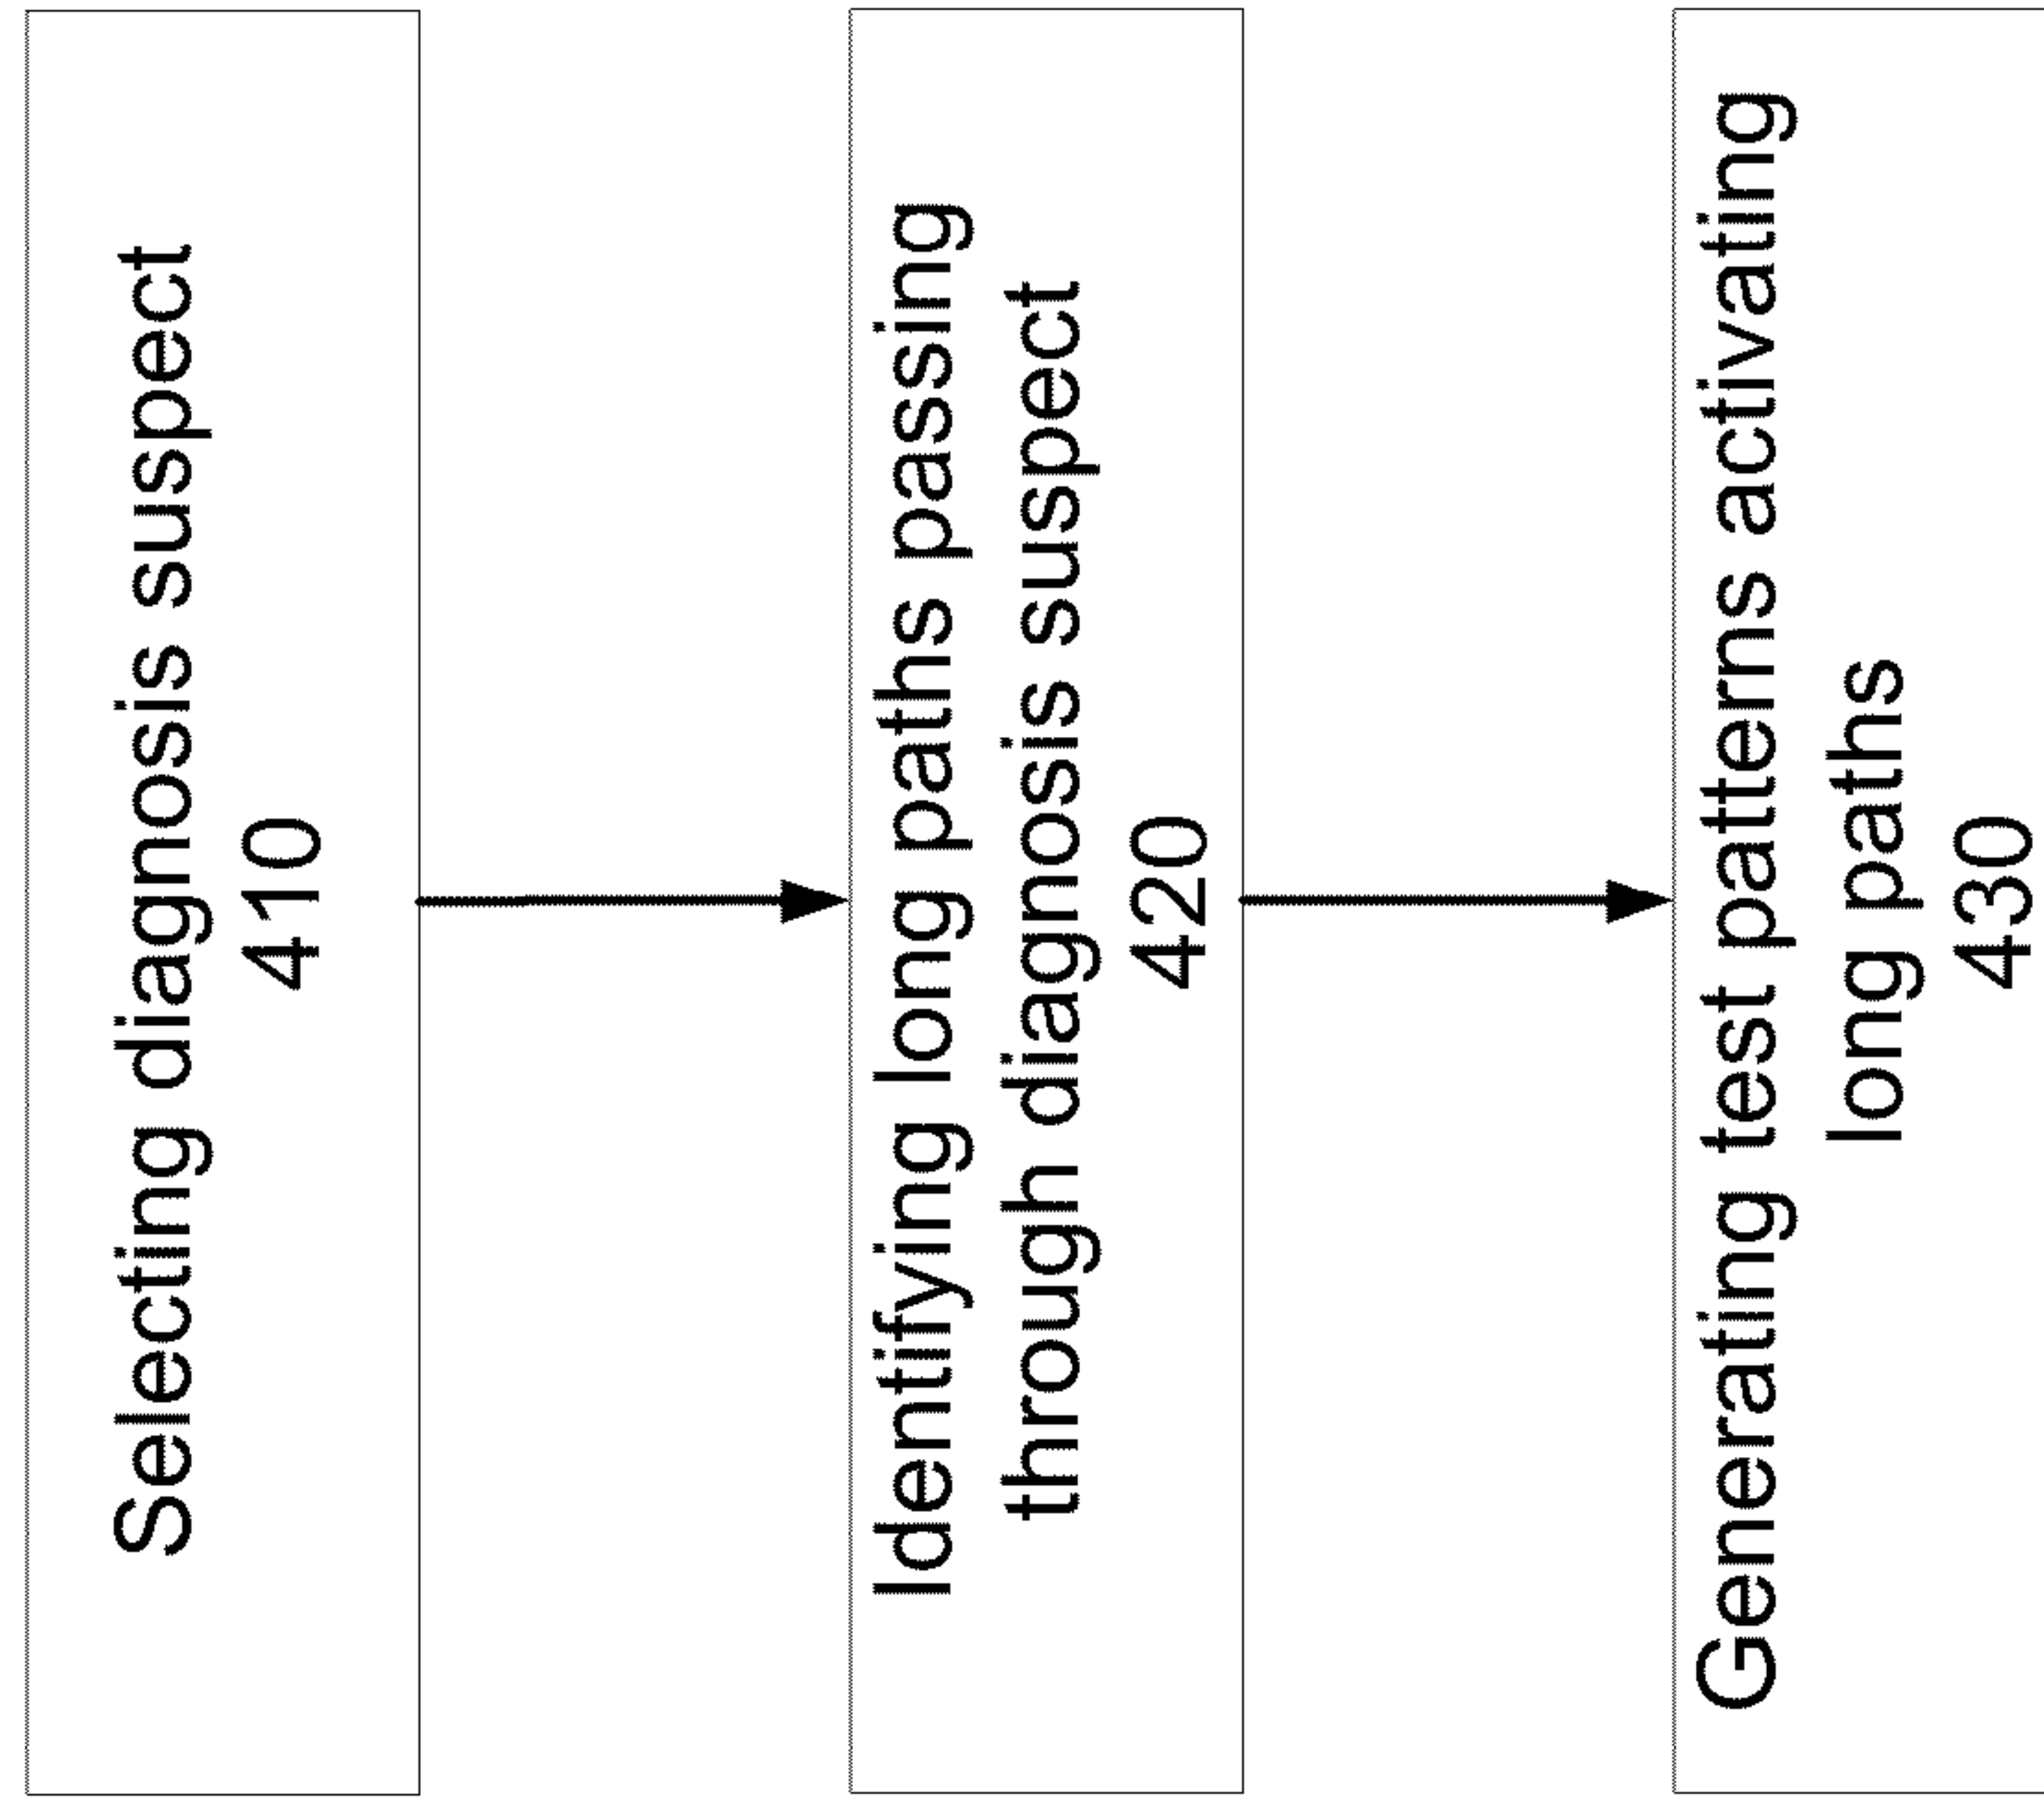 Selecting diagnosis suspect
410
Identifying long paths passing
through diagnosis suspect
420
Generating test patterns activating
long paths
430